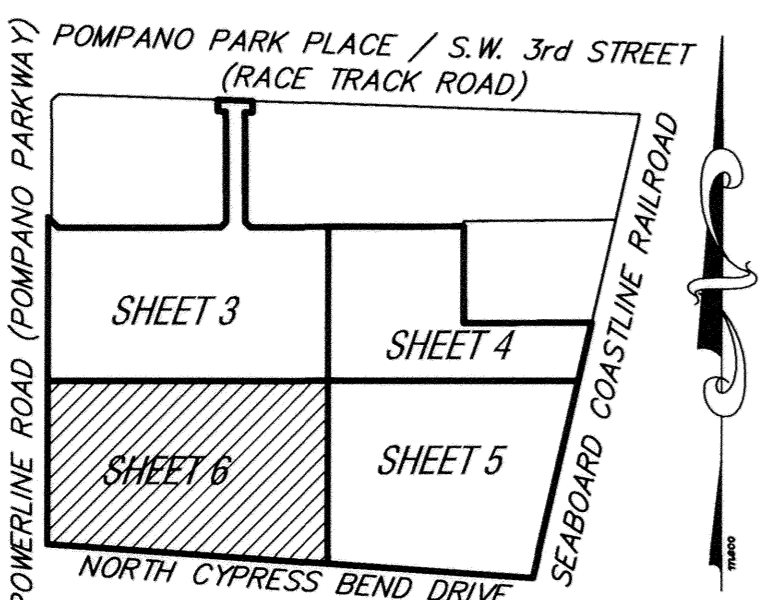 POMPANO PARK PLACE / S.W. 3rd STREET
(RACE TRACK ROAD)
POWERLINE ROAD (POMPANO PARKWAY)
SHEET 3
SHEET 4
SEABOARD COASTLINE RAILROAD
SHEET 6
SHEET 5
NORTH CYPRESS BEND DRIVE